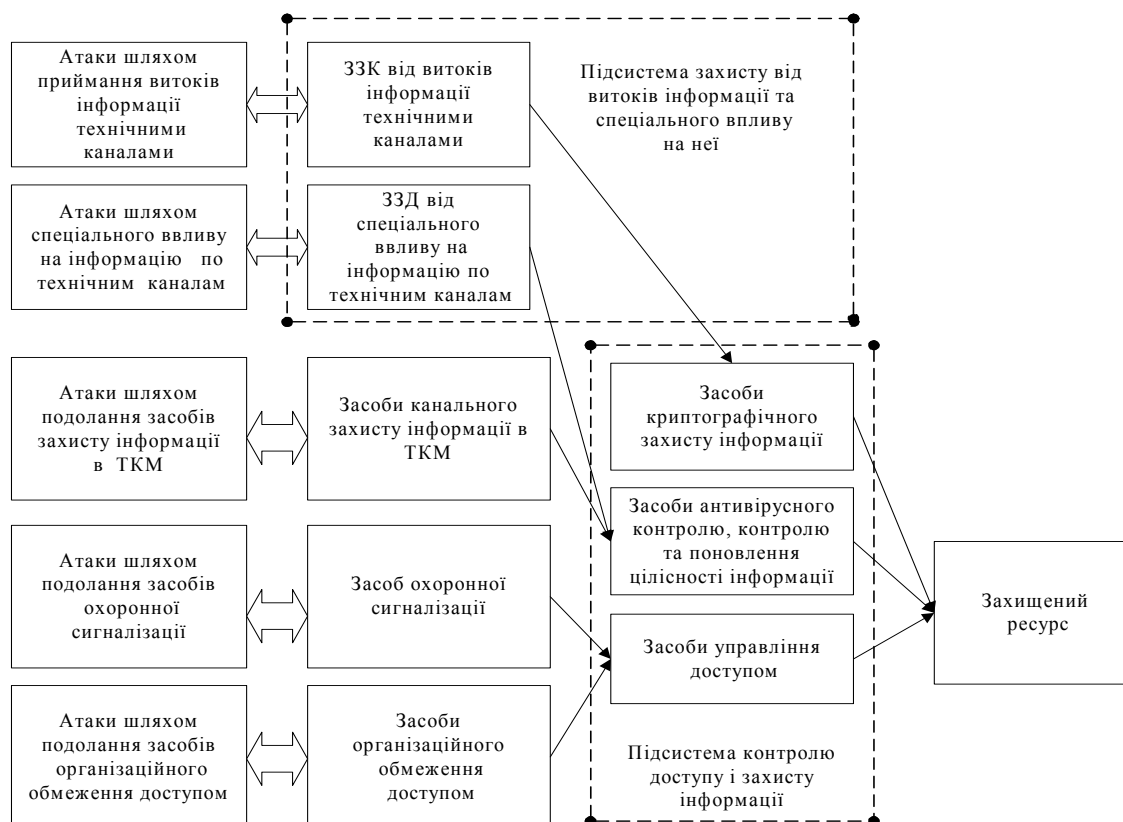 Атаки шляхом
приймання витоків
інформації
технічними
каналами
ЗЗК від витоків
інформації
технічними
каналами
Підсистема захисту від
витоків інформації та
спеціального впливу
на неї
Атаки шляхом
спеціального ввливу
на інформацію по
технічним каналам
ЗЗД від
спеціального
ввливу на
інформацію по
технічним каналам
Атаки шляхом
подолання засобів
захисту інформації
в ТКМ
Засоби канального
захисту інформації в
ТКМ
Засоби
криптографічного
захисту інформації
Засоби антивірусного
контролю, контролю
та поновлення
цілісності інформації
Атаки шляхом
подолання засобів
охоронної
сигналізації
Засоб охоронної
сигналізації
Засоби управління
доступом
Захищений
ресурс
Атаки шляхом
подолання засобів
організаційного
обмеження доступом
Засоби
організаційного
обмеження
доступом
Підсистема контролю
доступу і захисту
інформації